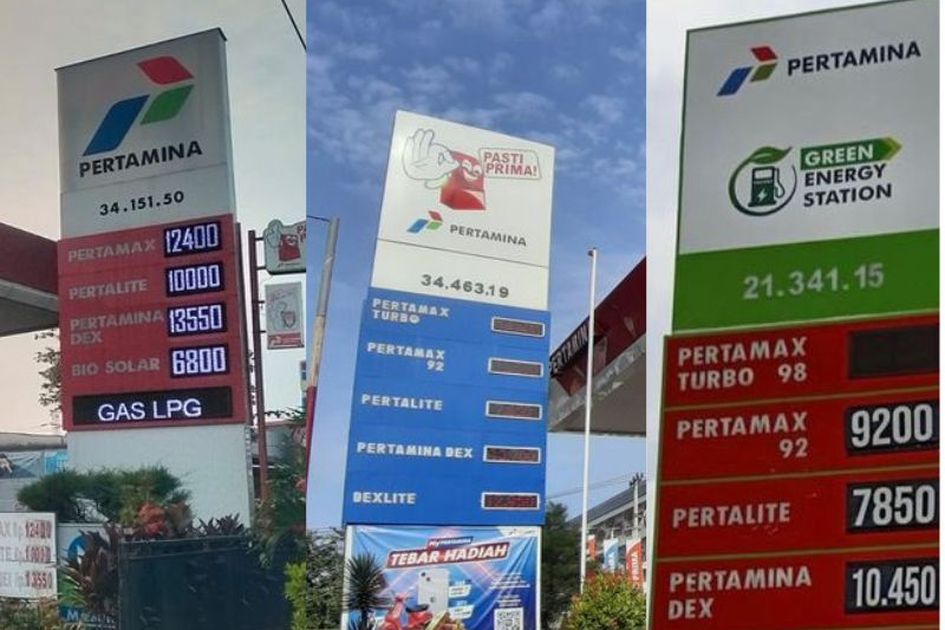 PERTAMINA
34.151.50
PERTAMAX 12400
PERTALITE 10000
PERTAMINA
DEX 13550
BIO SOLAR 6800
GAS LPG
PASTI
PRIMA!
PERTAMINA
34.463.19
PERTAMAX
TURBO
PERTAMAX
92
PERTALITE
PERTAMINA DEX
DEXLITE
MyPERTAMINA
TEBAR HADIAH
PERTAMINA
GREEN
ENERGY
STATION
21.341.15
PERTAMAX
TURBO 98
PERTAMAX
92 9200
PERTALITE 7850
PERTAMINA
DEX 10.450